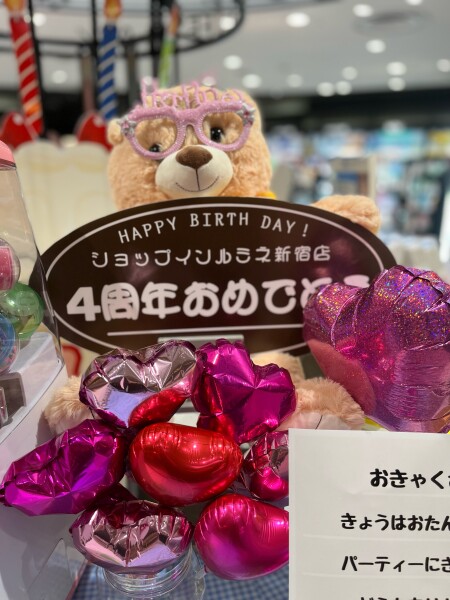 HAPPY BIRTH DAY!
ショップインルミネ新宿店
4周年おめでとう
おきゃくさ
きょうはおたん
パーティーにき